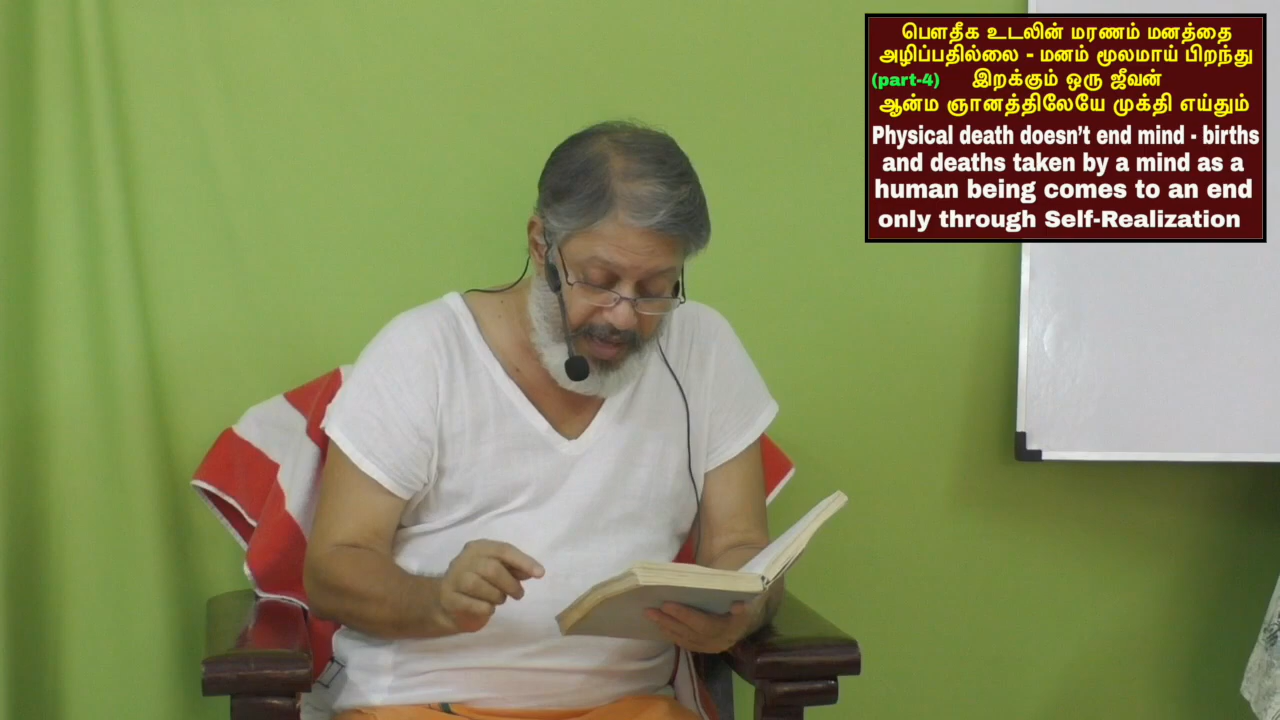 பௌதீக உடலின் மரணம் மனத்தை
அழிப்பதில்லை - மனம் மூலமாய் பிறந்து
(part-4) இறக்கும் ஒரு ஜீவன்
ஆன்ம ஞானத்திலேயே முக்தி எய்தும்
Physical death doesn’t end mind - births
and deaths taken by a mind as a
human being comes to an end
only through Self-Realization